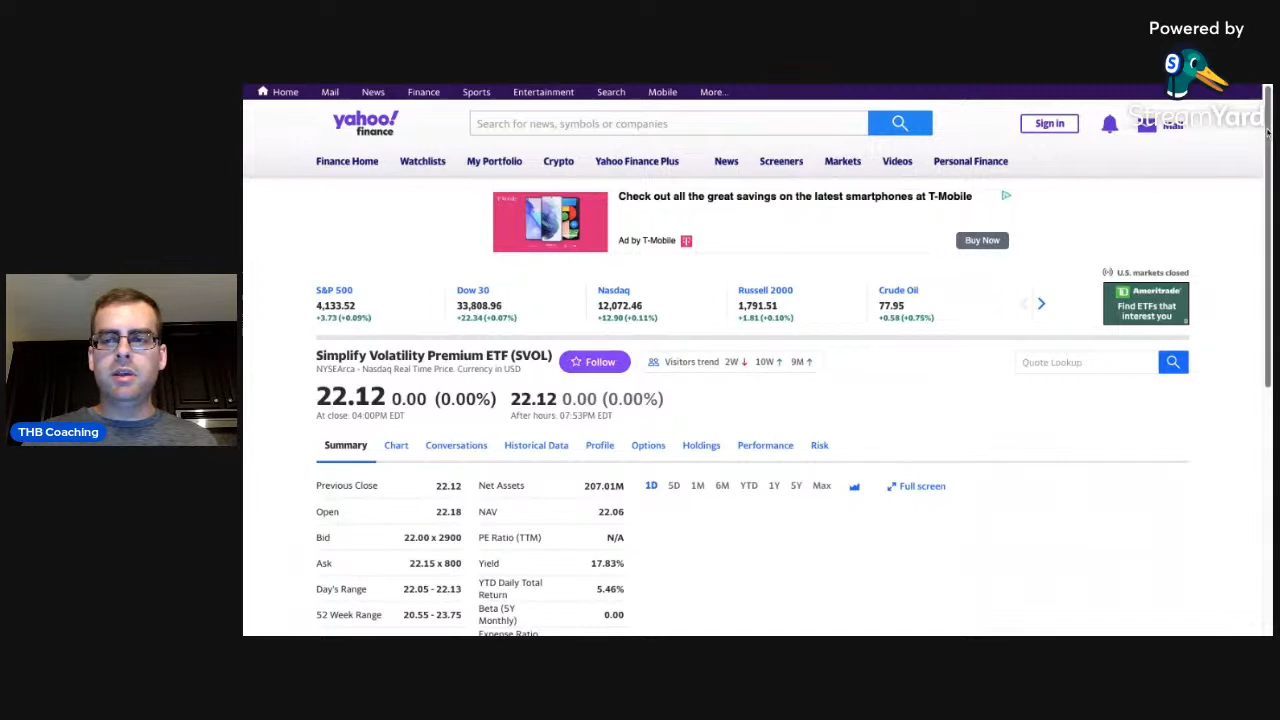 Powered by
S
StreamYard
Home Mail News Finance Sports Entertainment Search Mobile More...
yahoo!
finance
Search for news, symbols or companies
Sign in
Mail
Finance Home Watchlists My Portfolio Crypto Yahoo Finance Plus News Screeners Markets Videos Personal Finance
Check out all the great savings on the latest smartphones at T-Mobile
Ad by T-Mobile
Buy Now
U.S. markets closed
S&P 500 Dow 30 Nasdaq Russell 2000 Crude Oil
4,133.52 33,808.96 12,072.46 1,791.51 77.95
+3.73 (+0.09%) +22.34 (+0.07%) +12.90 (+0.11%) +1.81 (+0.10%) +0.58 (+0.75%)
TD Ameritrade
Find ETFs that
interest you
Simplify Volatility Premium ETF (SVOL)
Follow
Visitors trend 2W 10W 9M
Quote Lookup
NYSEArca - Nasdaq Real Time Price. Currency in USD
22.12 0.00 (0.00%) 22.12 0.00 (0.00%)
At close: 04:00PM EDT After hours: 07:53PM EDT
THB Coaching
Summary Chart Conversations Historical Data Profile Options Holdings Performance Risk
Previous Close 22.12 Net Assets 207.01M
1D 5D 1M 6M YTD 1Y 5Y Max Full screen
Open 22.18 NAV 22.06
Bid 22.00 x 2900 PE Ratio (TTM) N/A
Ask 22.15 x 800 Yield 17.83%
Day's Range 22.05 - 22.13 YTD Daily Total
Return 5.46%
52 Week Range 20.55 - 23.75 Beta (5Y
Monthly) 0.00
Expense Ratio